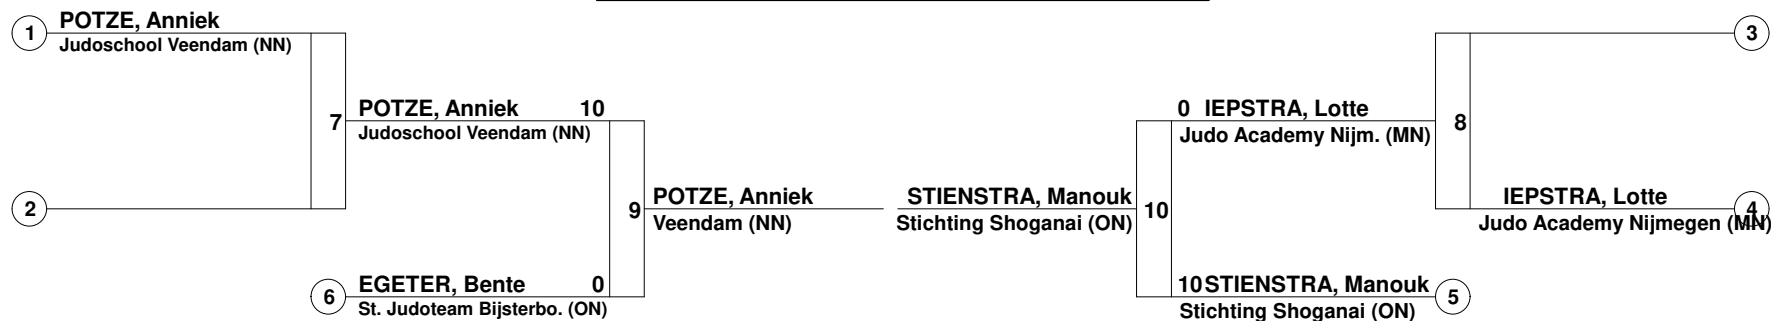 1
POTZE, Anniek
Judoschool Veendam (NN)
3
7
POTZE, Anniek 10
Judoschool Veendam (NN)
0 IEPSTRA, Lotte
Judo Academy Nijm. (MN)
8
2
9
POTZE, Anniek
Veendam (NN)
STIENSTRA, Manouk
Stichting Shoganai (ON)
10
IEPSTRA, Lotte
Judo Academy Nijmegen (MN)
4
6
EGETER, Bente 0
St. Judoteam Bijsterbo. (ON)
10 STIENSTRA, Manouk
Stichting Shoganai (ON)
5